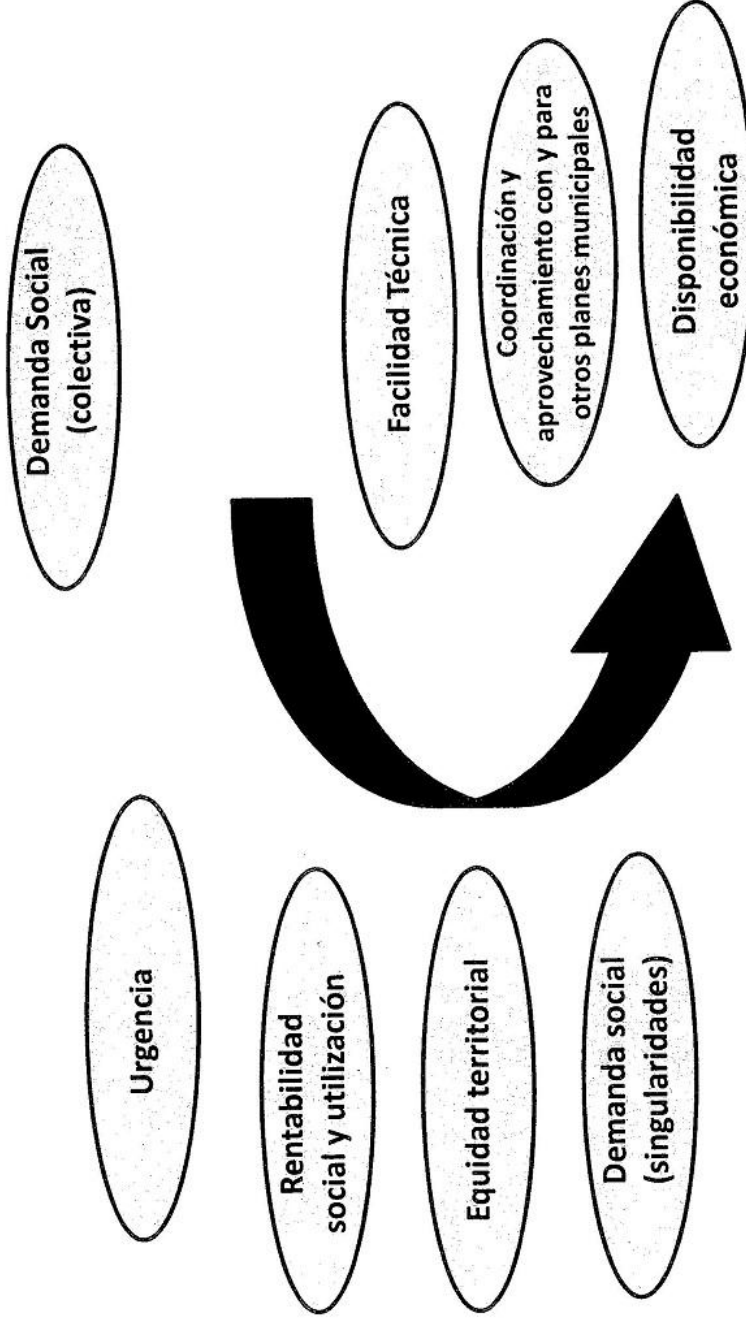 Urgencia
Rentabilidad
social y utilización
Equidad territorial
Demanda social
(singularidades)
Demanda Social
(colectiva)
Facilidad Técnica
Coordinación y
aprovechamiento con y para
otros planes municipales
Disponibilidad
económica